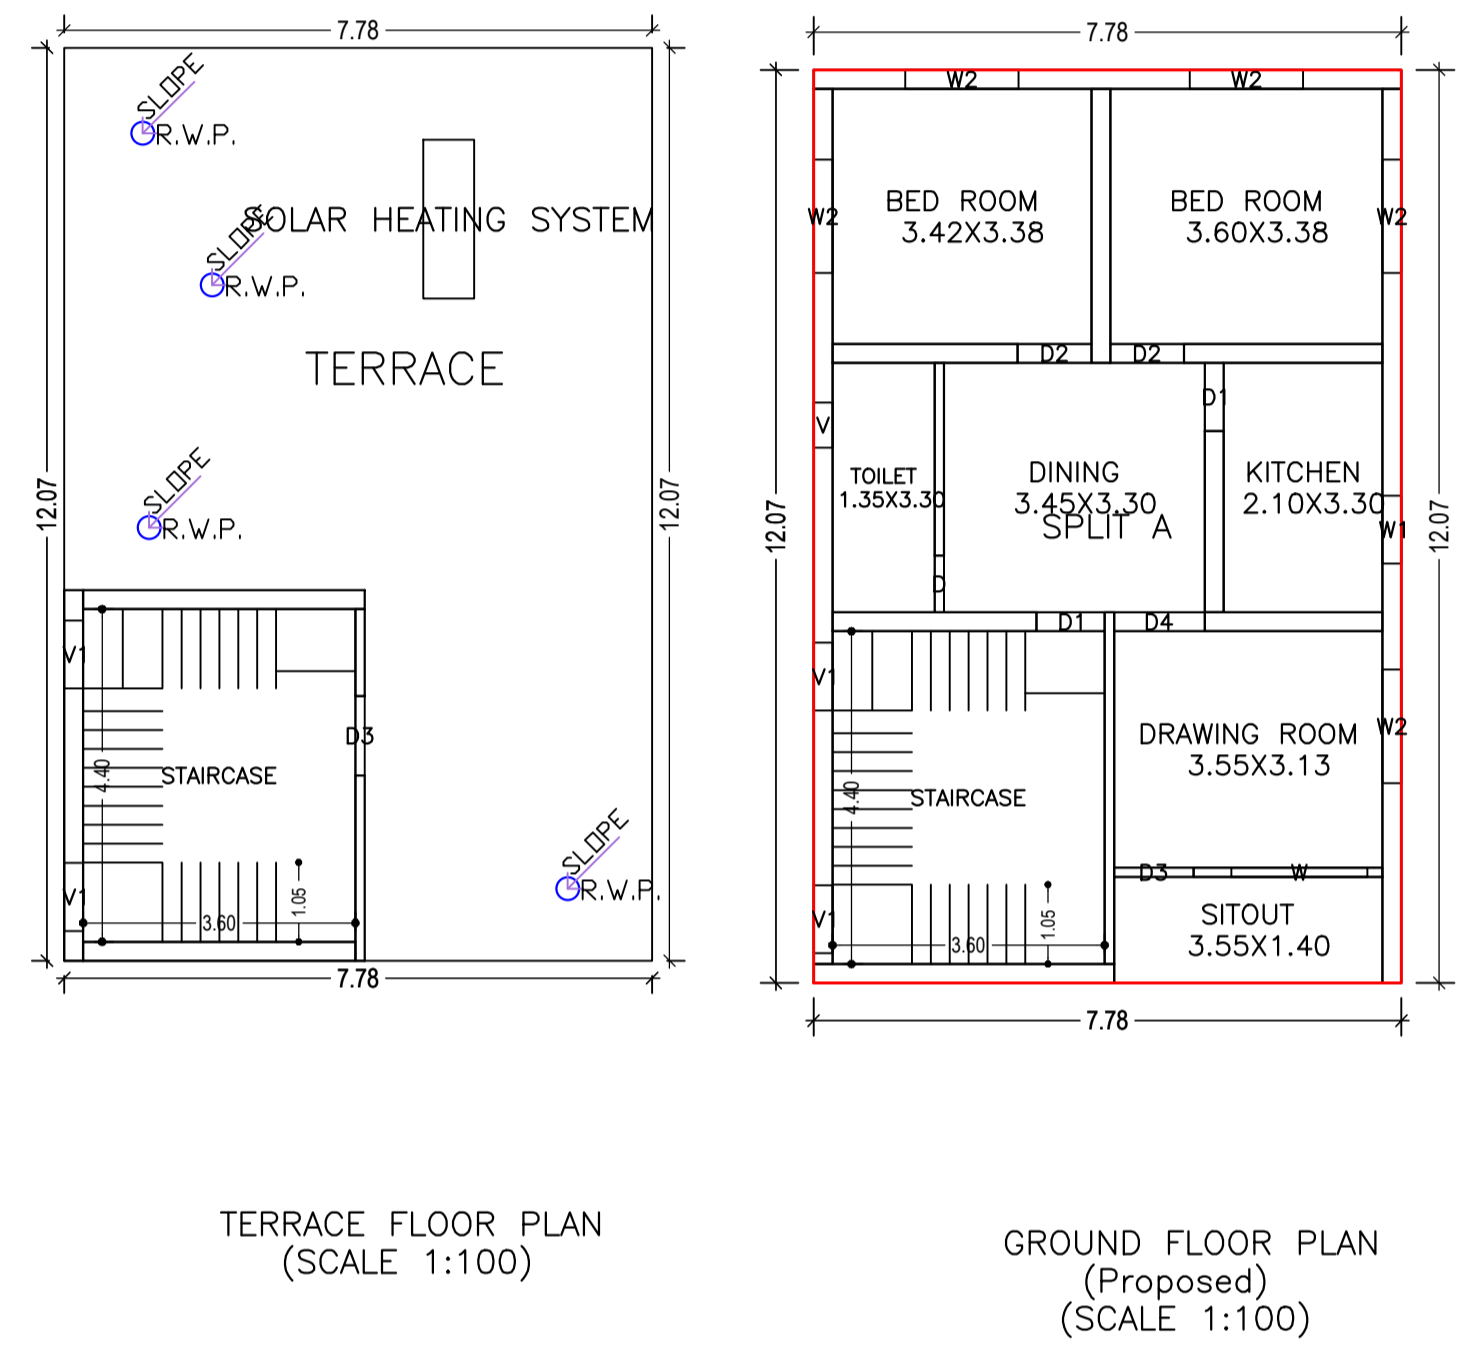 7.78
12.07
12.07
SLOPE
R.W.P.
SOLAR HEATING SYSTEM
SLOPE
R.W.P.
TERRACE
SLOPE
R.W.P.
V1
D3
4.40
STAIRCASE
V1
1.05
3.60
SLOPE
R.W.P.
7.78
TERRACE FLOOR PLAN
(SCALE 1:100)
7.78
W2
W2
12.07
12.07
W2
BED ROOM
3.42X3.38
BED ROOM
3.60X3.38
W2
D2
D2
D1
V
TOILET
1.35X3.30
DINING
3.45X3.30
SPLIT A
KITCHEN
2.10X3.30
W1
D
D1
D4
V1
4.40
STAIRCASE
DRAWING ROOM
3.55X3.13
W2
D3
W
V1
1.05
3.60
SITOUT
3.55X1.40
7.78
GROUND FLOOR PLAN
(Proposed)
(SCALE 1:100)